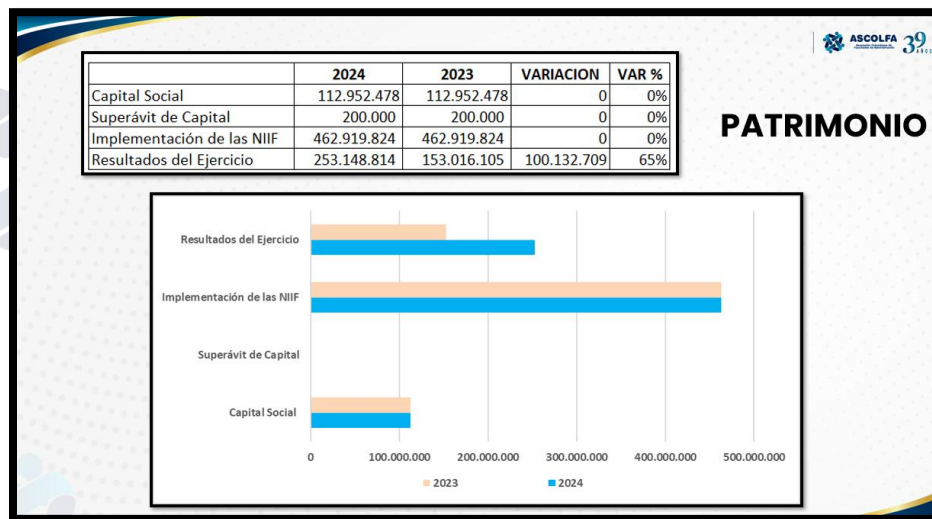 ASCOLFA 39 AÑOS
2024 2023 VARIACION VAR %
Capital Social 112.952.478 112.952.478 0 0%
Superávit de Capital 200.000 200.000 0 0%
Implementación de las NIIF 462.919.824 462.919.824 0 0%
Resultados del Ejercicio 253.148.814 153.016.105 100.132.709 65%
PATRIMONIO
Resultados del Ejercicio
Implementación de las NIIF
Superávit de Capital
Capital Social
0 100.000.000 200.000.000 300.000.000 400.000.000 500.000.000
2023 2024